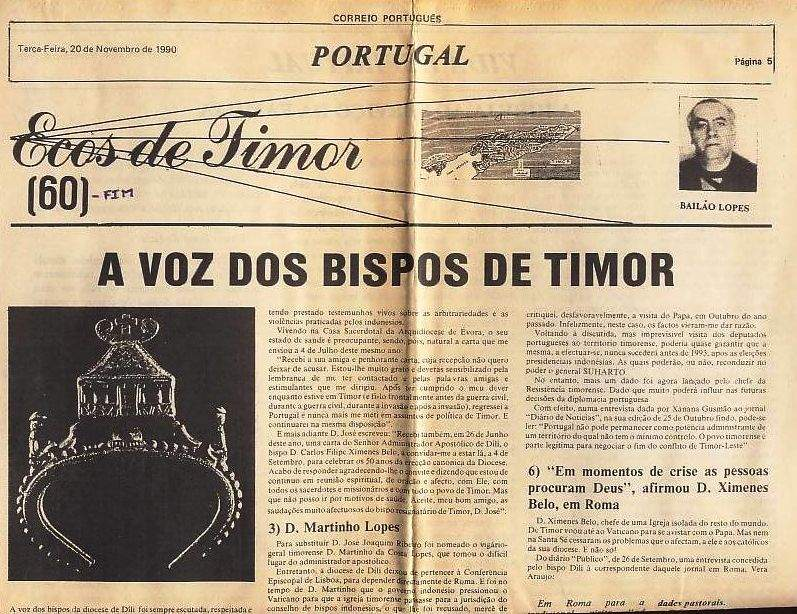 CORREIO PORTUGUÊS
Terça-Feira, 20 de Novembro de 1990
PORTUGAL
Página 5
Ecos de Timor
(60) - FIM
BAILÃO LOPES
A VOZ DOS BISPOS DE TIMOR
A voz dos bispos da diocese de Dili foi sempre escutada, respeitada e
tendo prestado testemunhos vivos sobre as arbitrariedades e as
violências praticadas pelos indonésios.
Vivendo na Casa Sacerdotal da Arquidiocese de Evora, o seu
estado de saúde é preocupante, sendo, pois, natural a carta que me
enviou a 4 de Julho deste mesmo ano:
"Recebi a sua amiga e penhorante carta, cuja recepção não quero
deixar de acusar. Estou-lhe muito grato e deveras sensibilizado pela
lembrança de me ter contactado e pelas palavras amigas e
estimulantes que me dirigiu. Após ter cumprido o meu dever
enquanto estive em Timor (e fi-lo frontalmente antes da guerra civil,
durante a guerra civil, durante a invasão e após a invasão), regressei a
Portugal e nunca mais me meti em assuntos de política de Timor. E
continuarei na mesma disposição".
E mais adiante D. José escreveu: "Recebi também, em 26 de Junho
deste ano, uma carta do Senhor Administrador Apostólico de Dili, o
bispo D. Carlos Filipe Ximenes Belo, a convidar-me a estar lá, a 4 de
Setembro, para celebrar os 50 anos da erecção canonica da Diocese.
Acabo de responder agradecendo-lhe o convite e dizendo que estou de
continuo em reunião espiritual, de oração e afecto, com Ele, com
todos os sacerdotes e missionários e com todo o povo de Timor. Mas
que não posso ir por motivos de saúde. Aceite, meu bom amigo, as
saudações muito afectuosos do bispo resignatário de Timor, D. José".
3) D. Martinho Lopes
Para substituir D. José Joaquim Ribeiro foi nomeado o vigário-
geral timorense D. Martinho da Costa Lopes, que tomou o difícil
lugar do administrador apostólico.
Entretanto, a diocese de Dili deixou de pertencer à Conferência
Episcopal de Lisboa, para depender directamente de Roma. E foi no
tempo de D. Martinho que o governo indonésio pressionou o
Vaticano para que a igreja timorense passasse para a jurisdição do
conselho de bispos indonésios, o que lhe foi recusado, mercê de
critiquei, desfavoravelmente, a visita do Papa, em Outubro do ano
passado. Infelizmente, neste caso, os factos vieram-me dar razão.
Voltando à discutida, mas imprevisível visita dos deputados
portugueses ao território timorense, poderia quase garantir que a
mesma, a efectuar-se, nunca sucederá antes de 1993, apos as eleições
presidenciais indonésias. As quais poderão, ou não, reconduzir no
poder o general SUHARTO
No entanto, mais um dado foi agora lançado pelo chefe da
Resistência timorense. Dado que muito poderá influir nas futuras
decisões da diplomacia portuguesa
Com efeito, numa entrevista dada por Xanana Gusmão ao jornal
"Diário de Notícias", na sua edição de 25 de Outubro findo, pode-se
ler: "Portugal não pode permanecer como potência administrante de
um território do qual não tem o mínimo controlo. O povo timorense é
parte legítima para negociar o fim do conflito de Timor-Leste"
6) "Em momentos de crise as pessoas
procuram Deus", afirmou D. Ximenes
Belo, em Roma
D. Ximenes Belo, chefe de uma Igreja isolada do resto do mundo.
De Timor voou até ao Vaticano para se avistar com o Papa. Mas nem
na Santa Sé cessaram os problemas que o afectam, a ele e aos católicos
da sua diocese. E não só!
Do diário "Público", de 26 de Setembro, uma entrevista concedida
pelo bispo Dili à correspondente daquele jornal em Roma. Vera
Araujo:
Em Roma para a dades pastorais.